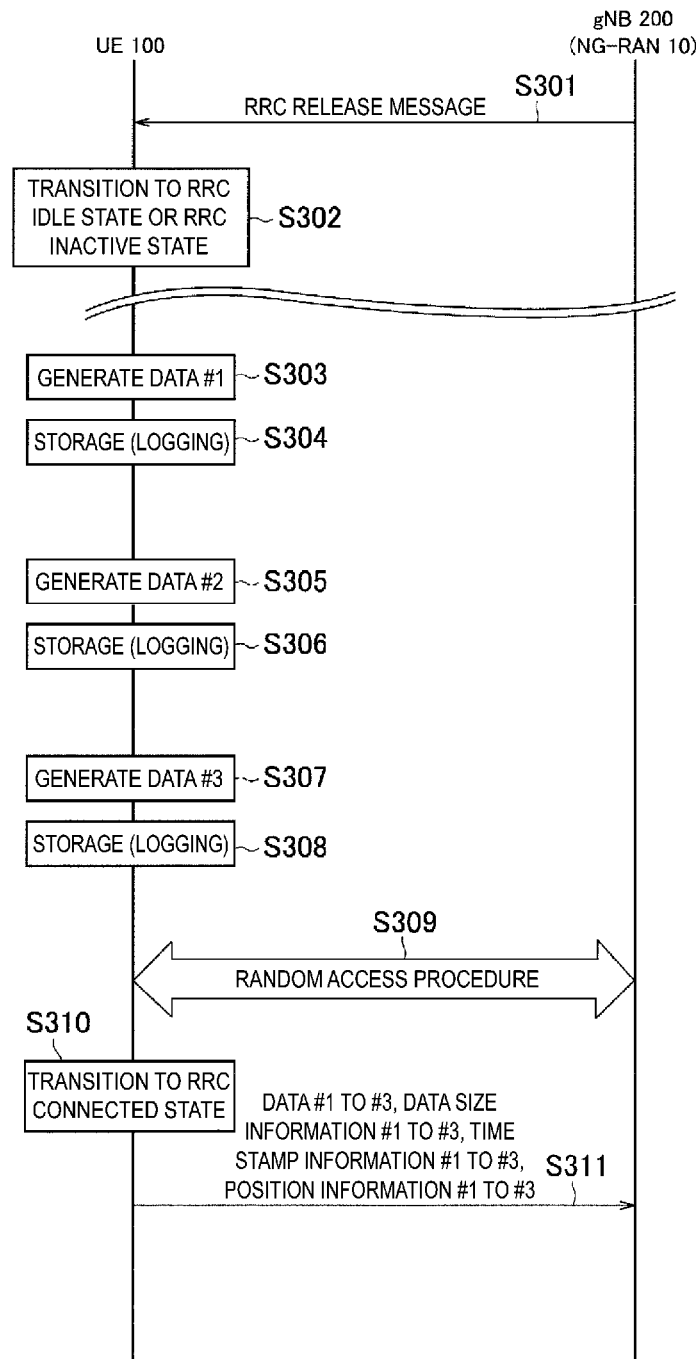 UE 100
gNB 200
(NG-RAN 10)
RRC RELEASE MESSAGE
S301
TRANSITION TO RRC
IDLE STATE OR RRC
INACTIVE STATE
S302
GENERATE DATA #1
S303
STORAGE (LOGGING)
S304
GENERATE DATA #2
S305
STORAGE (LOGGING)
S306
GENERATE DATA #3
S307
STORAGE (LOGGING)
S308
S309
RANDOM ACCESS PROCEDURE
S310
TRANSITION TO RRC
CONNECTED STATE
DATA #1 TO #3, DATA SIZE
INFORMATION #1 TO #3, TIME
STAMP INFORMATION #1 TO #3,
POSITION INFORMATION #1 TO #3
S311